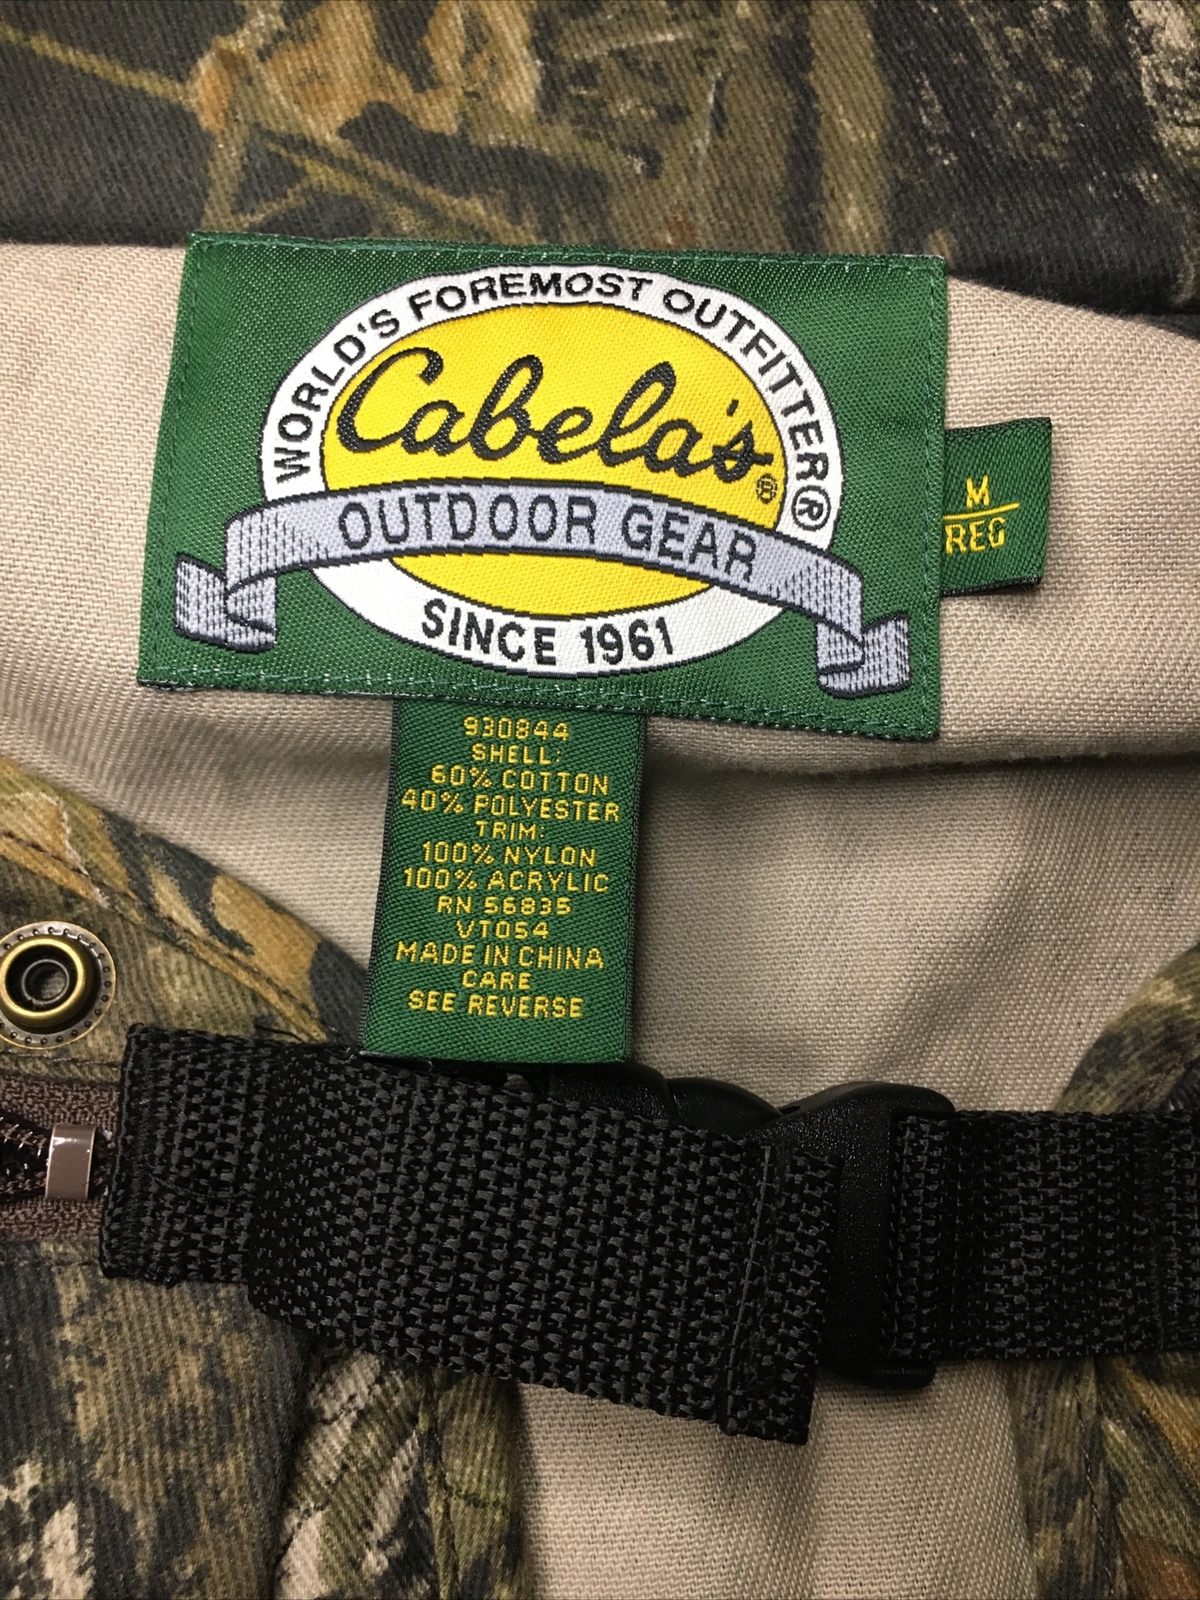 WORLD'S FOREMOST OUTFITTER®
Cabela's®
OUTDOOR GEAR
SINCE 1961
M
REG
930844
SHELL:
60% COTTON
40% POLYESTER
TRIM:
100% NYLON
100% ACRYLIC
RN 56835
VT054
MADE IN CHINA
CARE
SEE REVERSE